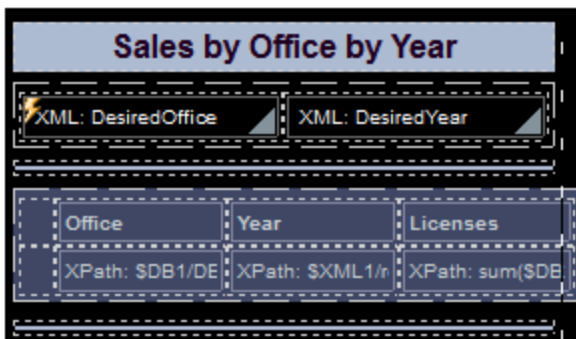 Sales by Office by Year
XML: DesiredOffice XML: DesiredYear
Office Year Licenses
XPath: $DB1/DE XPath: $XML1/r XPath: sum($DB